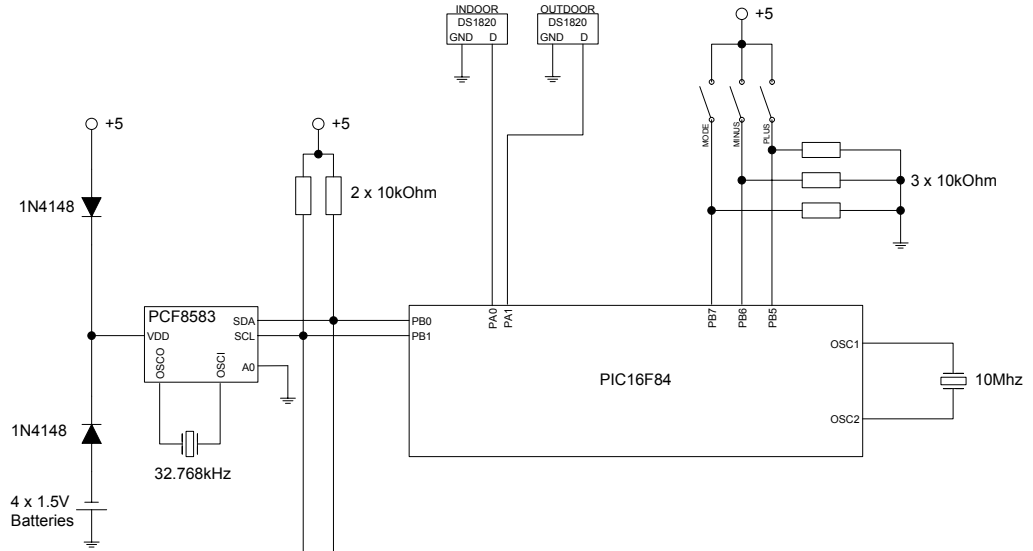 INDOOR
DS1820
GND D
OUTDOOR
DS1820
GND D
+5
+5
+5
MODE
MINUS
PLUS
1N4148
2 x 10kOhm
3 x 10kOhm
PCF8583
VDD
SDA
SCL
A0
OSCO
OSCI
PB0
PB1
PA0
PA1
PB7
PB6
PB5
OSC1
OSC2
PIC16F84
10Mhz
1N4148
32.768kHz
4 x 1.5V
Batteries